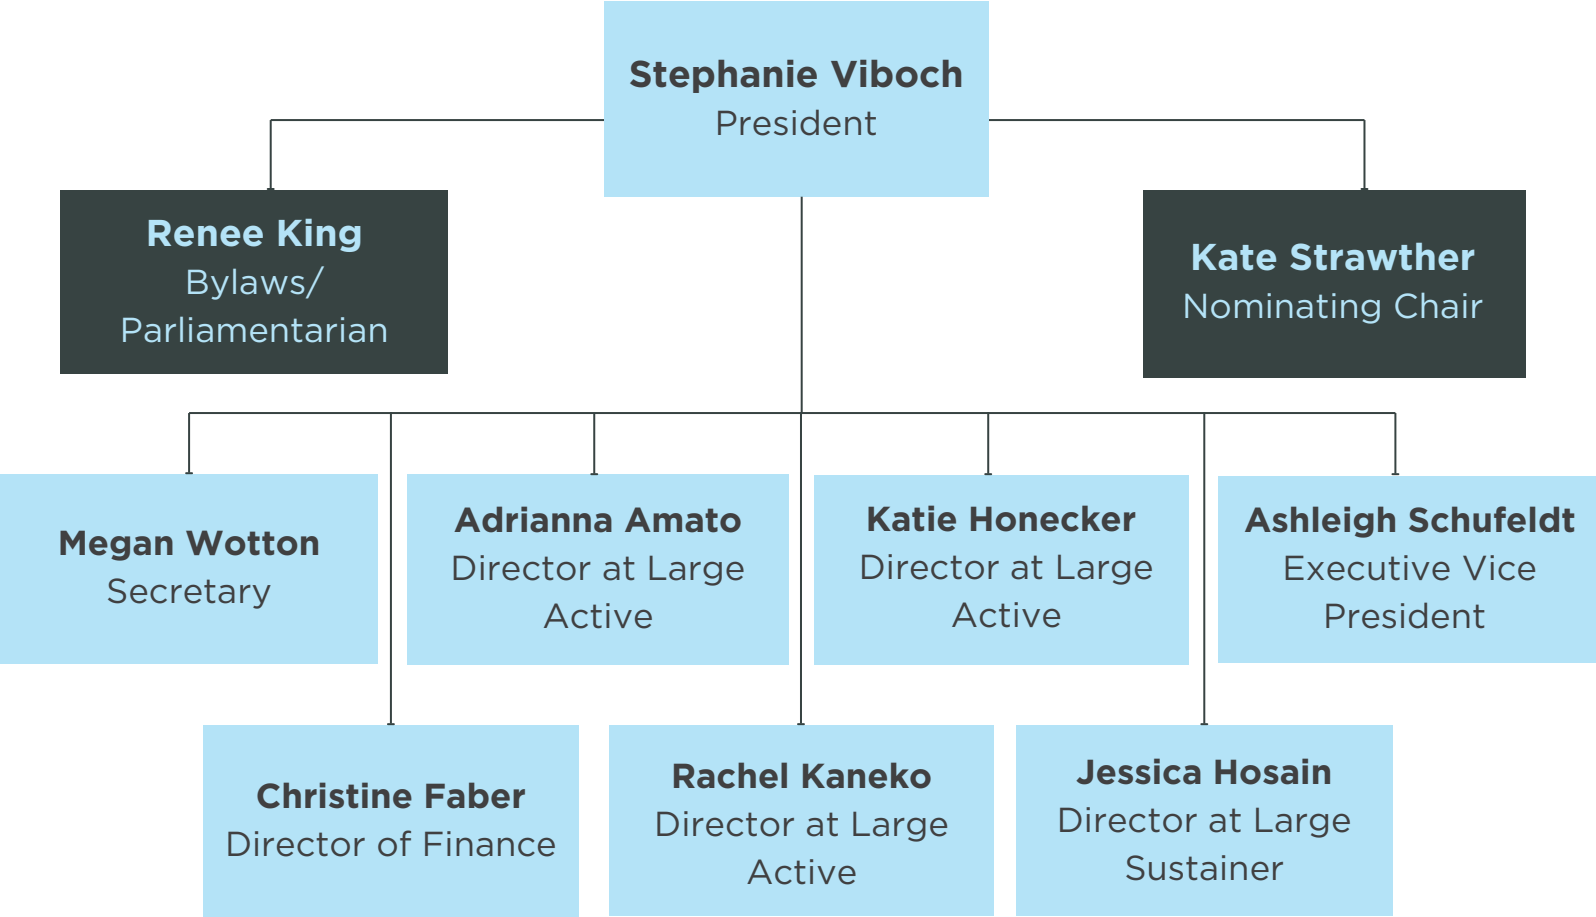 Stephanie Viboch
President
Renee King
Bylaws/
Parliamentarian
Kate Strawther
Nominating Chair
Megan Wotton
Secretary
Adrianna Amato
Director at Large
Active
Katie Honecker
Director at Large
Active
Ashleigh Schufeldt
Executive Vice
President
Christine Faber
Director of Finance
Rachel Kaneko
Director at Large
Active
Jessica Hosain
Director at Large
Sustainer